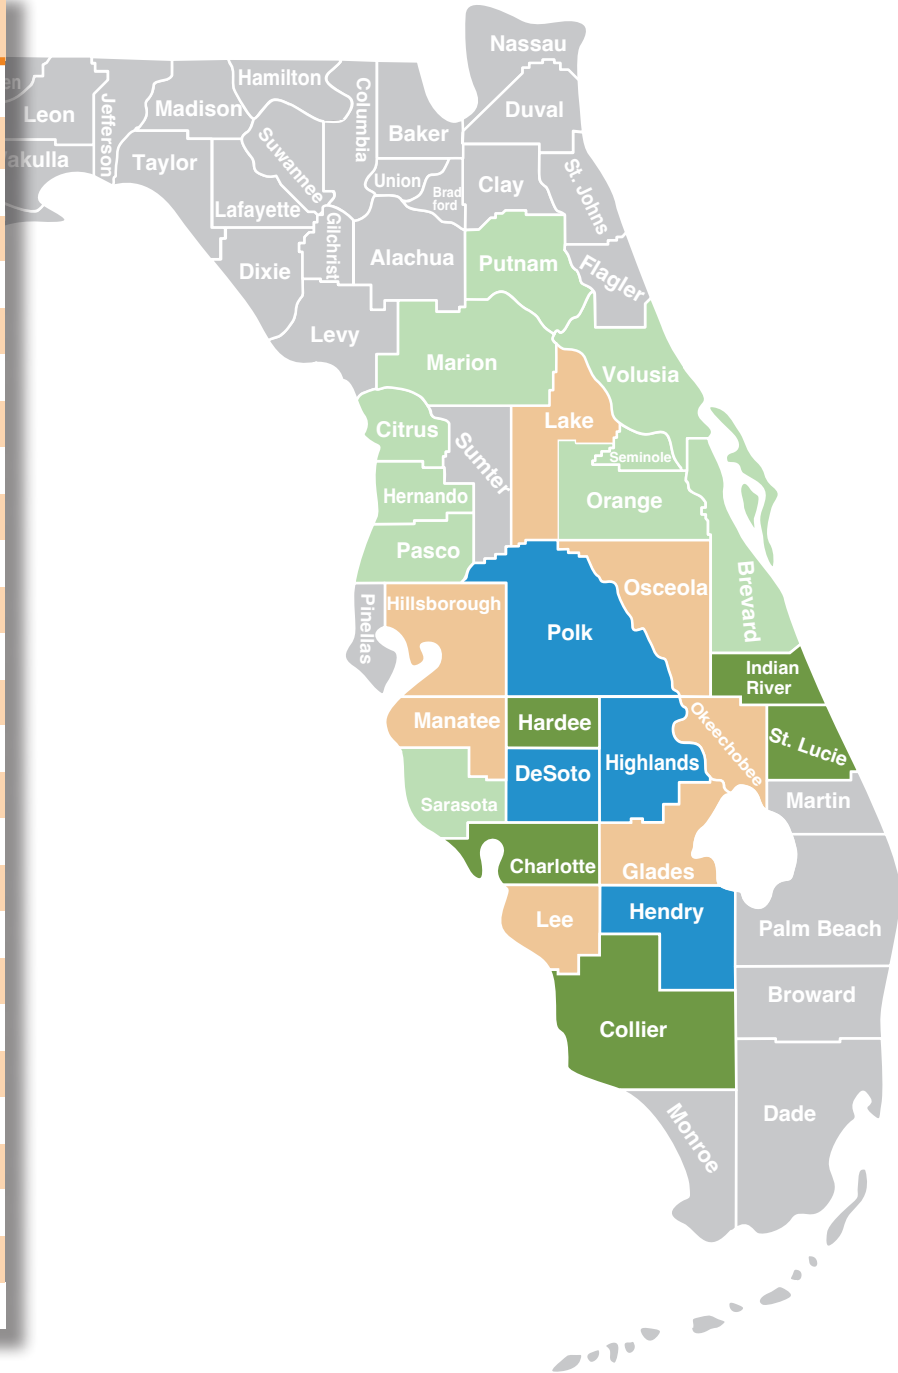 Nassau
Hamilton
Columbia
Leon
Jefferson
Madison
Duval
Baker
Suwannee
akulla
Taylor
Union
Brad
ford
Clay
St. Johns
Lafayette
Gilchrist
Dixie
Alachua
Putnam
Flagler
Levy
Marion
Volusia
Lake
Citrus
Sumter
Seminole
Hernando
Orange
Pasco
Brevard
Osceola
Pinellas
Hillsborough
Polk
Indian
River
Manatee
Hardee
Okeechobee
St. Lucie
DeSoto
Highlands
Sarasota
Martin
Charlotte
Glades
Lee
Hendry
Palm Beach
Broward
Collier
Monroe
Dade